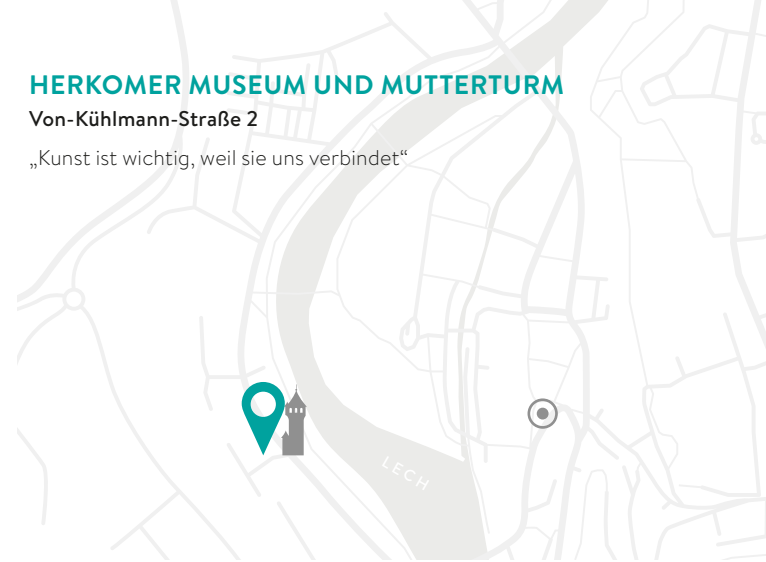 HERKOMER MUSEUM UND MUTTERTURM
Von-Kühlmann-Straße 2
„Kunst ist wichtig, weil sie uns verbindet“
LECH